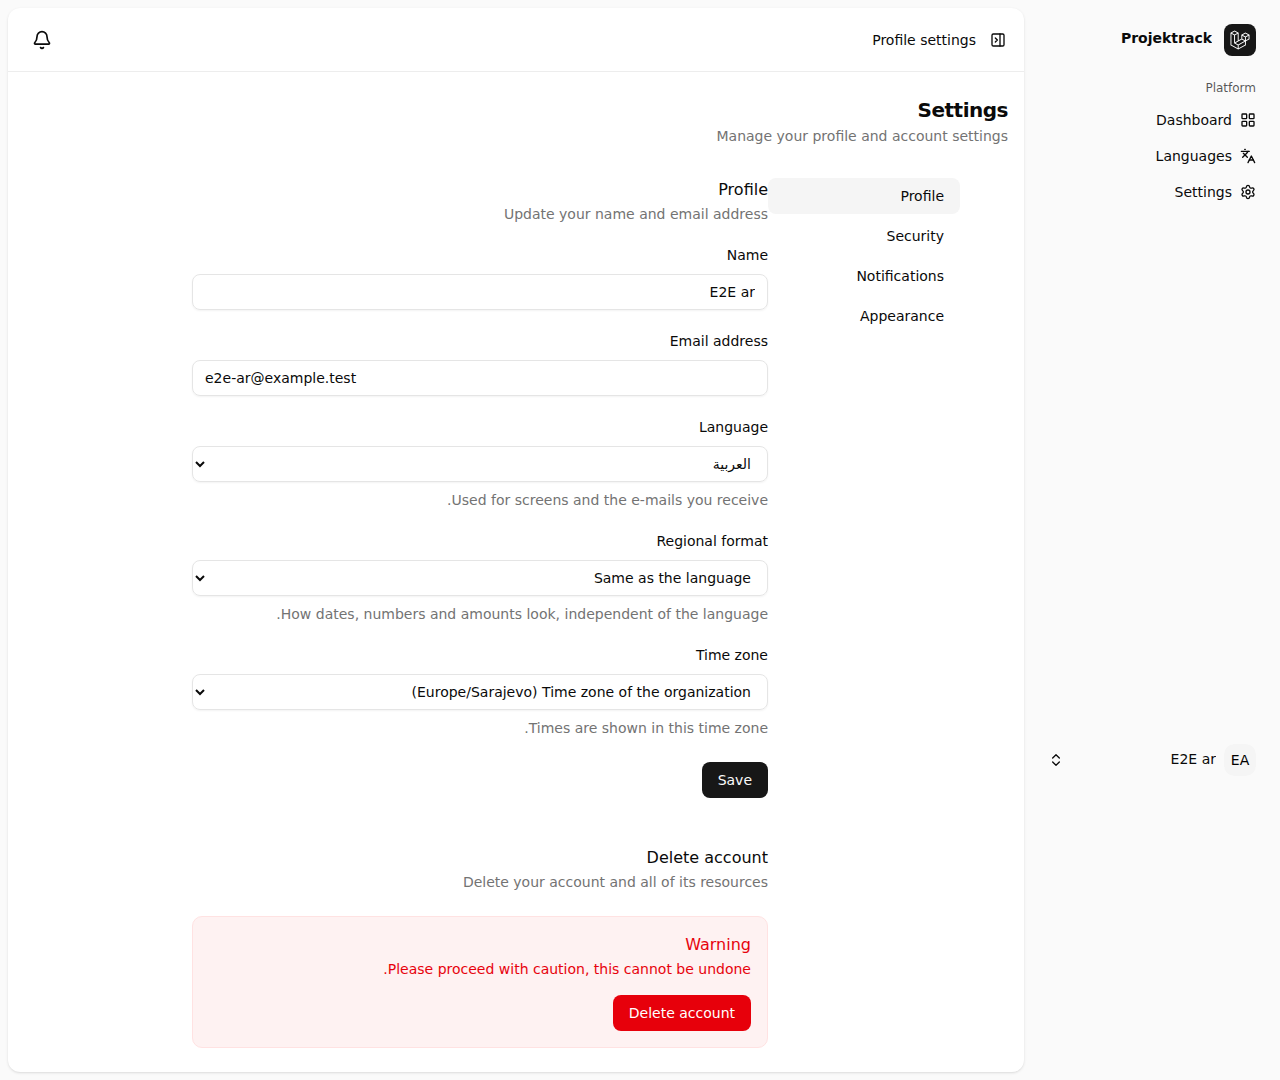 Projektrack
Platform
Dashboard
Languages
Settings
E2E ar
EA
Profile settings
Settings
Manage your profile and account settings
Profile
Security
Notifications
Appearance
Profile
Update your name and email address
Name
E2E ar
Email address
e2e-ar@example.test
Language
العربية
.Used for screens and the e-mails you receive
Regional format
Same as the language
.How dates, numbers and amounts look, independent of the language
Time zone
(Europe/Sarajevo) Time zone of the organization
.Times are shown in this time zone
Save
Delete account
Delete your account and all of its resources
Warning
.Please proceed with caution, this cannot be undone
Delete account